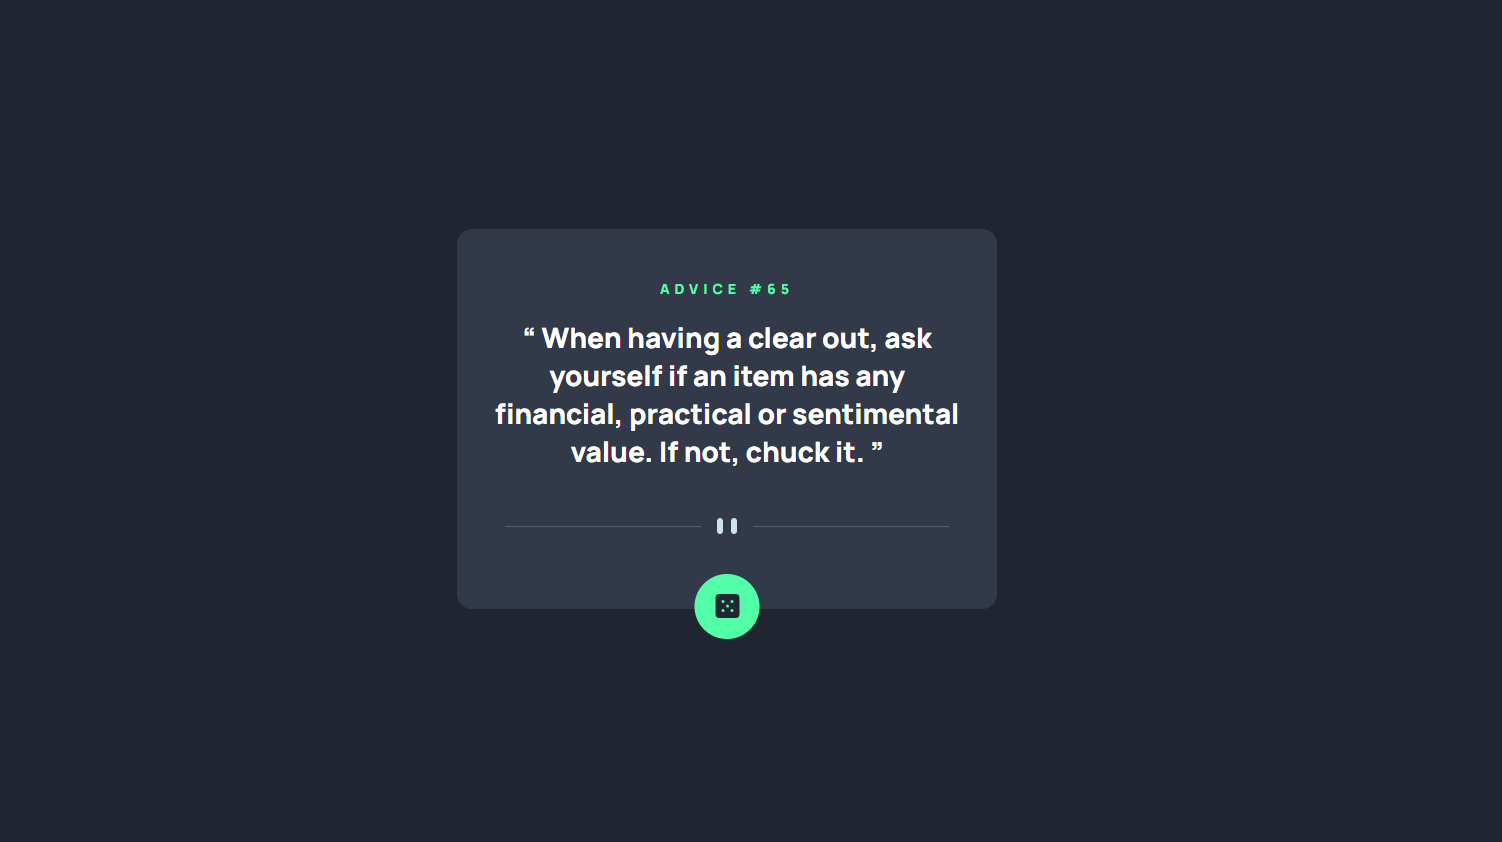 ADVICE #65
“ When having a clear out, ask
yourself if an item has any
financial, practical or sentimental
value. If not, chuck it. ”